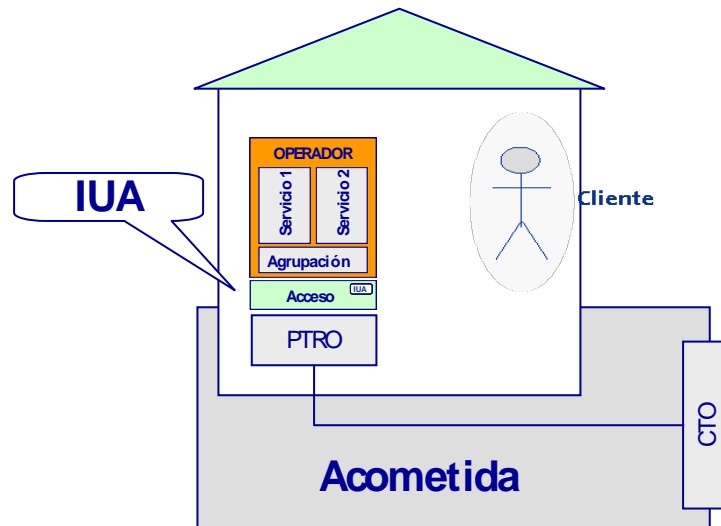 OPERADOR
Servicio 1
Servicio 2
Agrupación
IUA
Acceso
IUA
PTRO
Cliente
CTO
Acometida